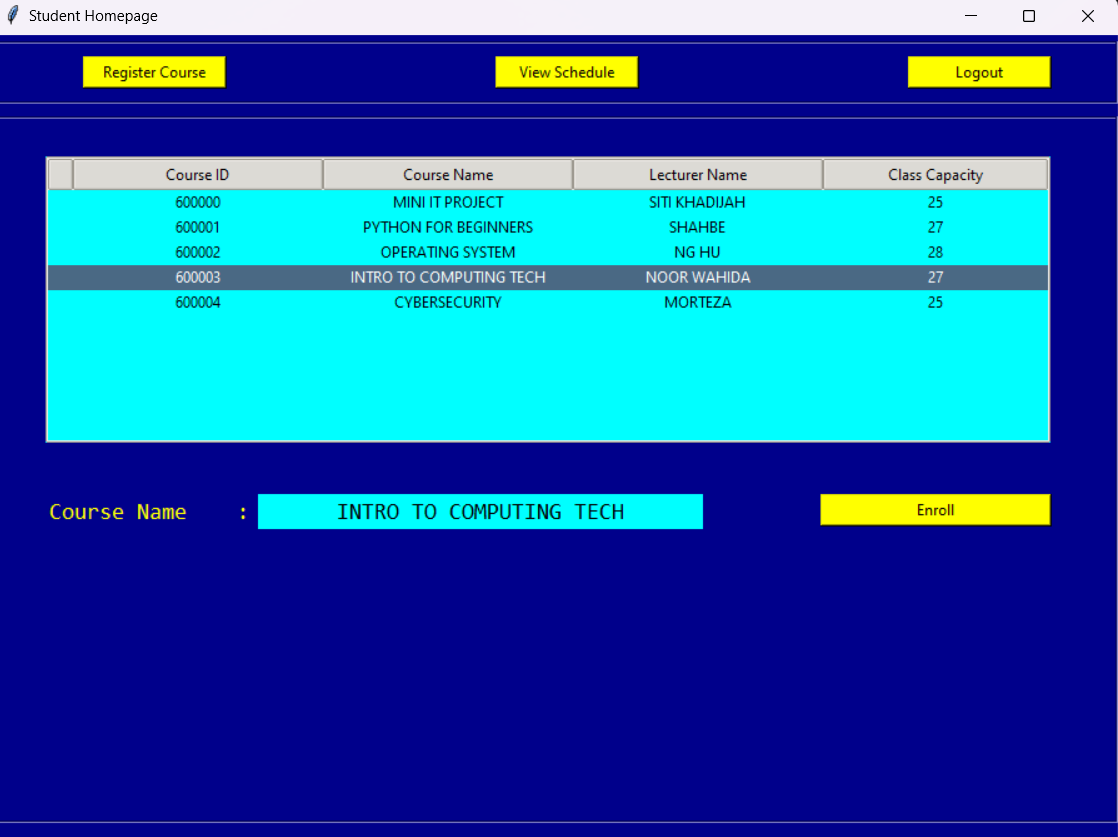 Student Homepage
Register Course View Schedule Logout
Course ID Course Name Lecturer Name Class Capacity
600000 MINI IT PROJECT SITI KHADIJAH 25
600001 PYTHON FOR BEGINNERS SHAHBE 27
600002 OPERATING SYSTEM NG HU 28
600003 INTRO TO COMPUTING TECH NOOR WAHIDA 27
600004 CYBERSECURITY MORTEZA 25
Course Name : INTRO TO COMPUTING TECH Enroll